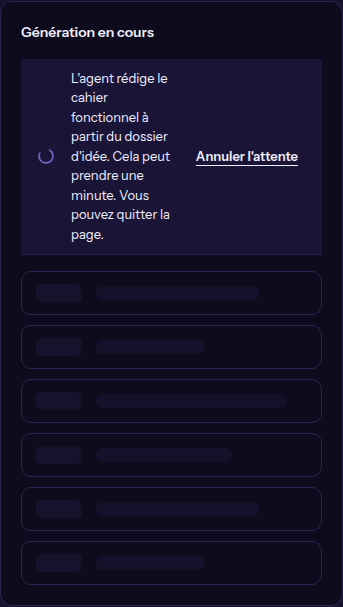 Génération en cours
L'agent rédige le
cahier
fonctionnel à
partir du dossier
d'idée. Cela peut
prendre une
minute. Vous
pouvez quitter la
page.
Annuler l'attente